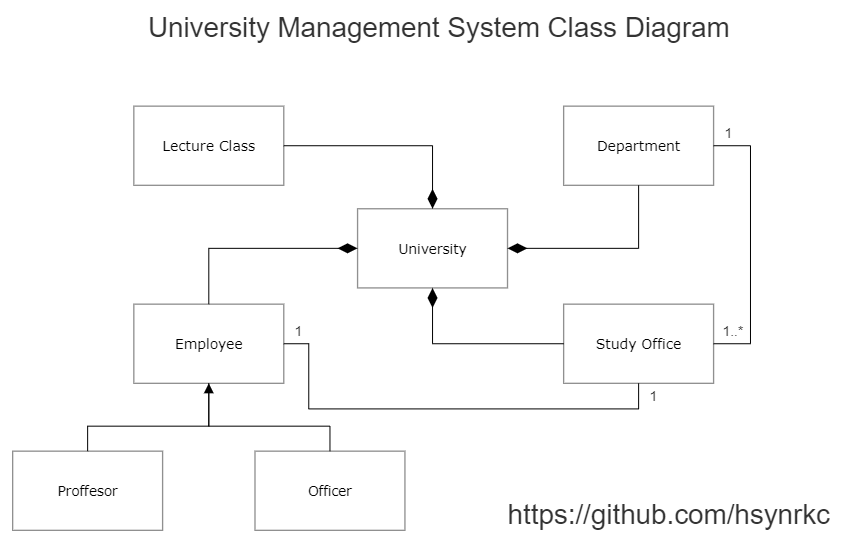 University Management System Class Diagram
Lecture Class
Department
1
University
1..*
Employee
1
Study Office
1
Proffesor
Officer
https://github.com/hsynrkc